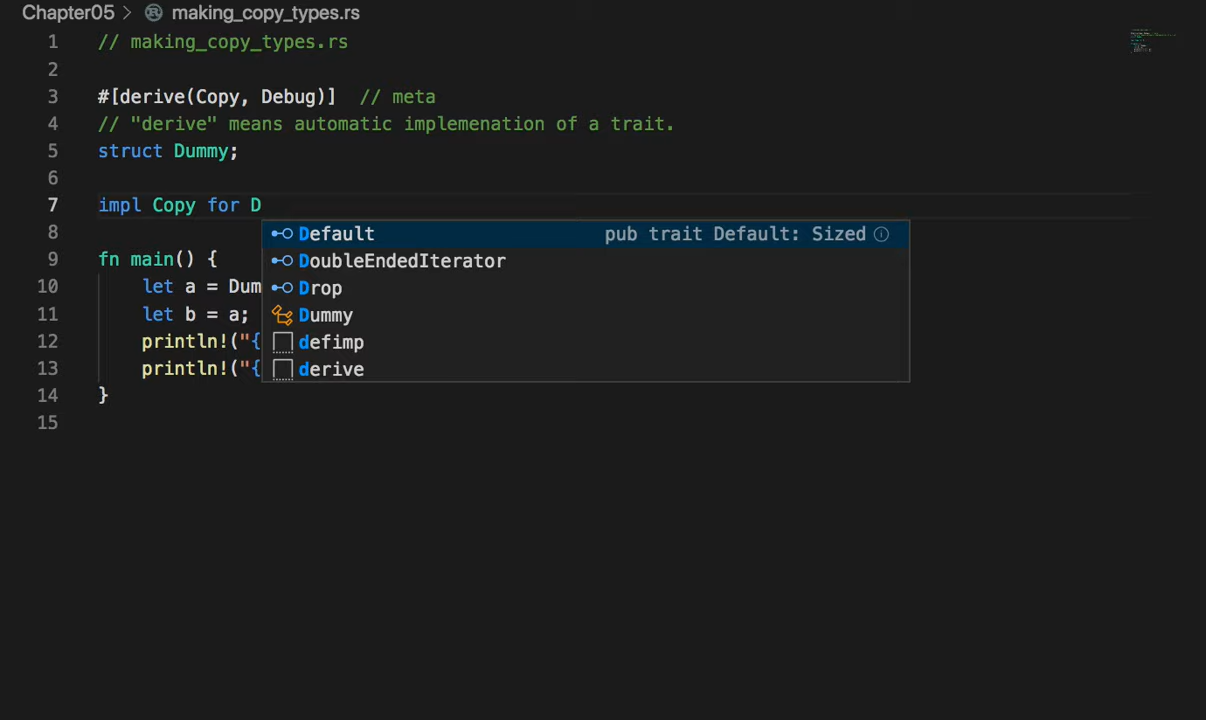 Chapter05 > making_copy_types.rs
1 // making_copy_types.rs
2
3 #[derive(Copy, Debug)] // meta
4 // "derive" means automatic implemenation of a trait.
5 struct Dummy;
6
7 impl Copy for D
Default pub trait Default: Sized
8
DoubleEndedIterator
9 fn main() {
Drop
10 let a = Dum
Dummy
11 let b = a;
defimp
12 println!("{
derive
13 println!("{
14 }
15